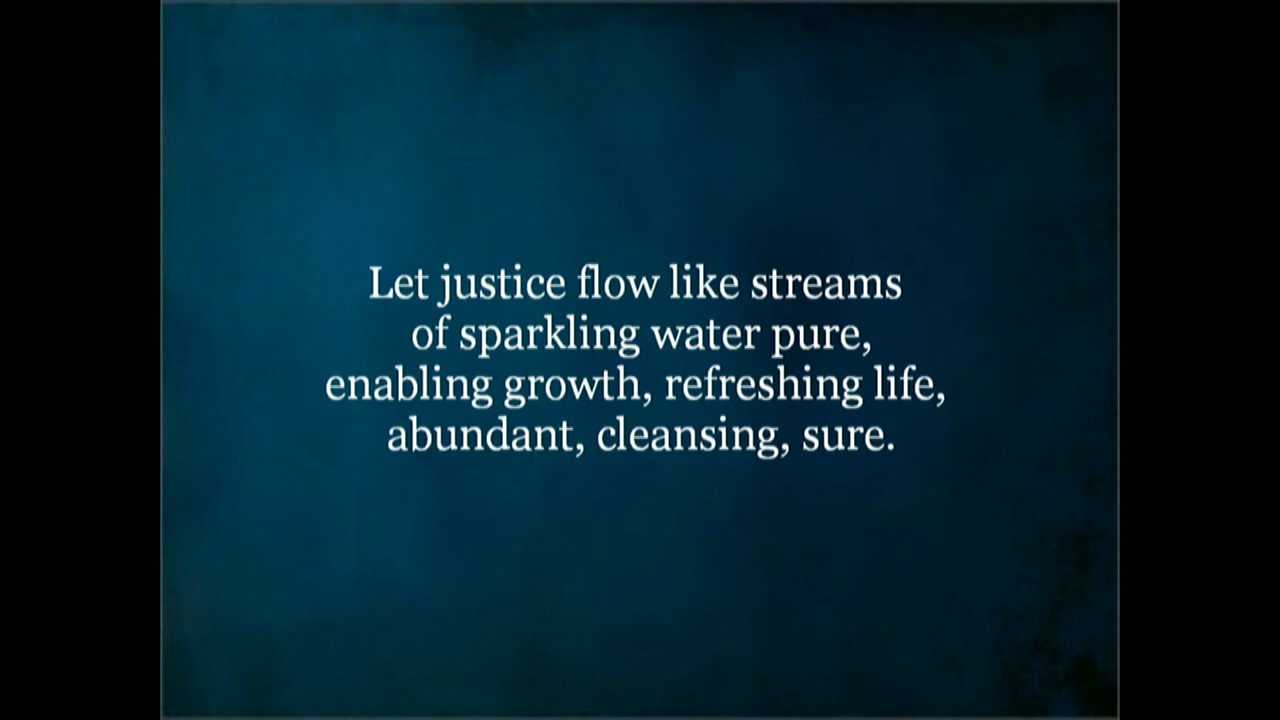 Let justice flow like streams
of sparkling water pure,
enabling growth, refreshing life,
abundant, cleansing, sure.